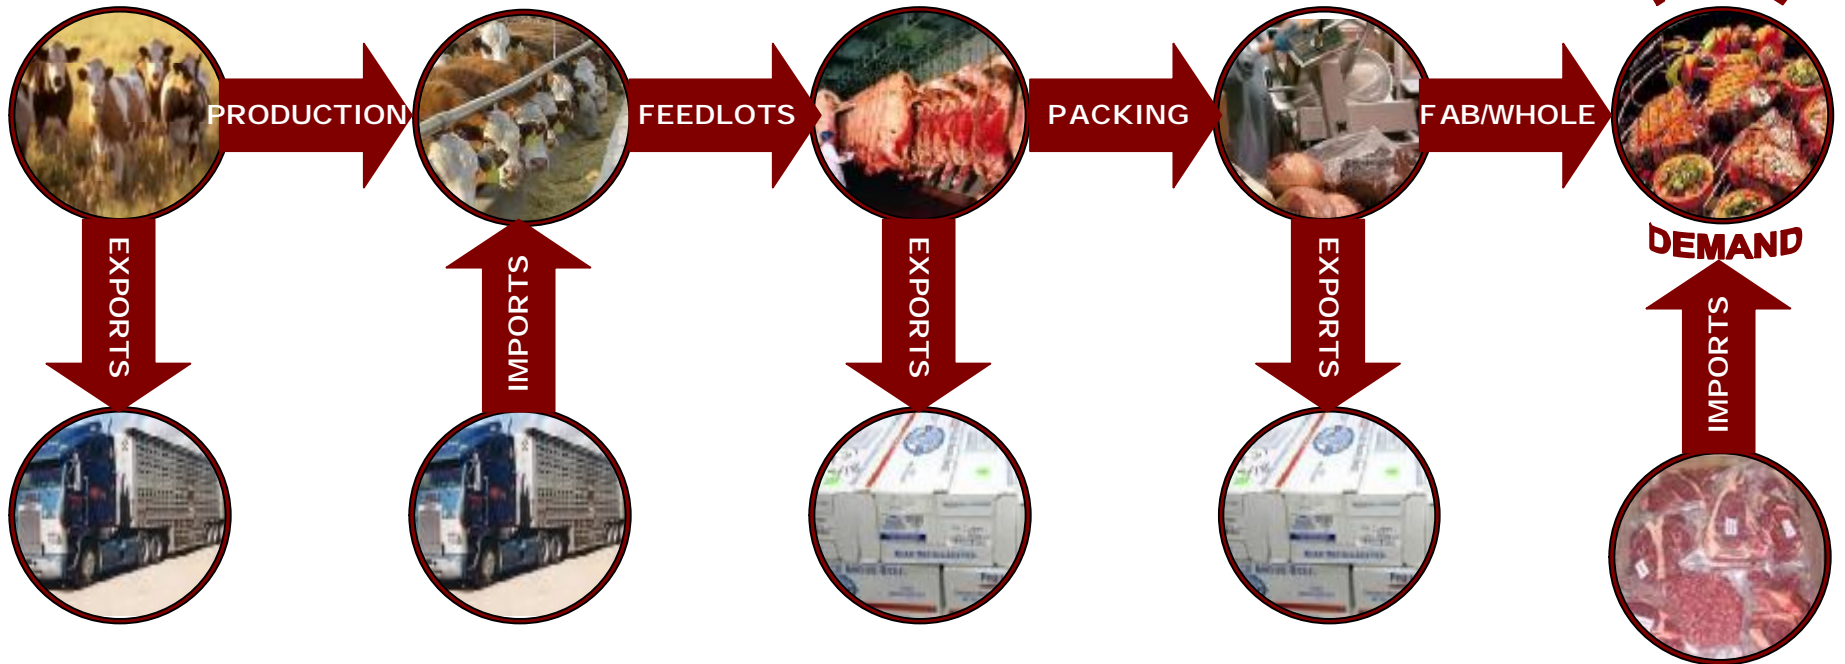 PRODUCTION
FEEDLOTS
PACKING
FAB/WHOLE
EXPORTS
IMPORTS
EXPORTS
EXPORTS
DEMAND
IMPORTS